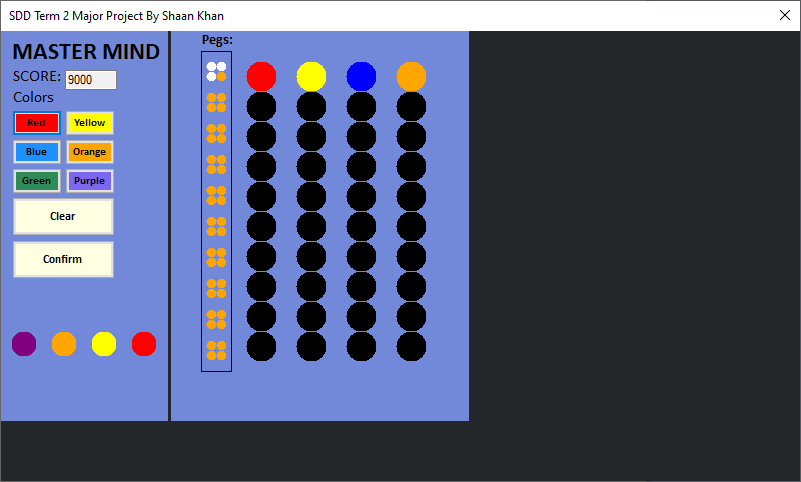 SDD Term 2 Major Project By Shaan Khan
MASTER MIND
SCORE: 9000
Colors
Red Yellow
Blue Orange
Green Purple
Clear
Confirm
Pegs: